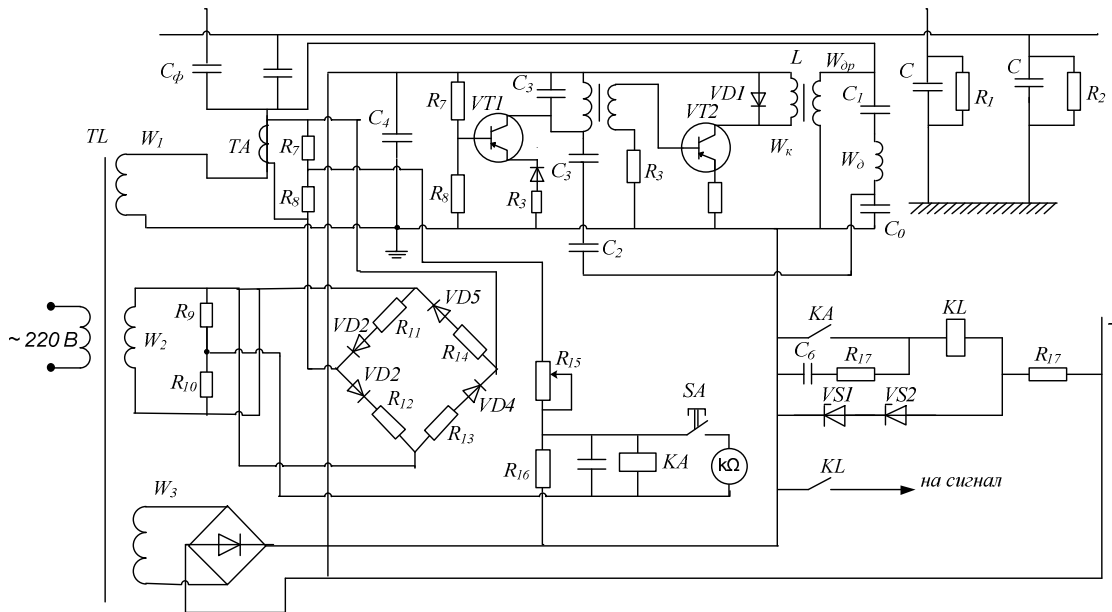 Cф
TL
W1
TA
R7
R8
C4
R7
R8
VT1
C3
C3
R3
R3
VT2
VD1
L
Wк
Wдр
C1
Wд
C0
C2
C
R1
C
R2
~ 220 В
W2
R9
R10
VD2
R11
VD5
R14
VD2
R12
VD4
R13
R15
R16
KA
SA
kΩ
KA
C6
R17
KL
R17
VS1
VS2
KL
на сигнал
W3